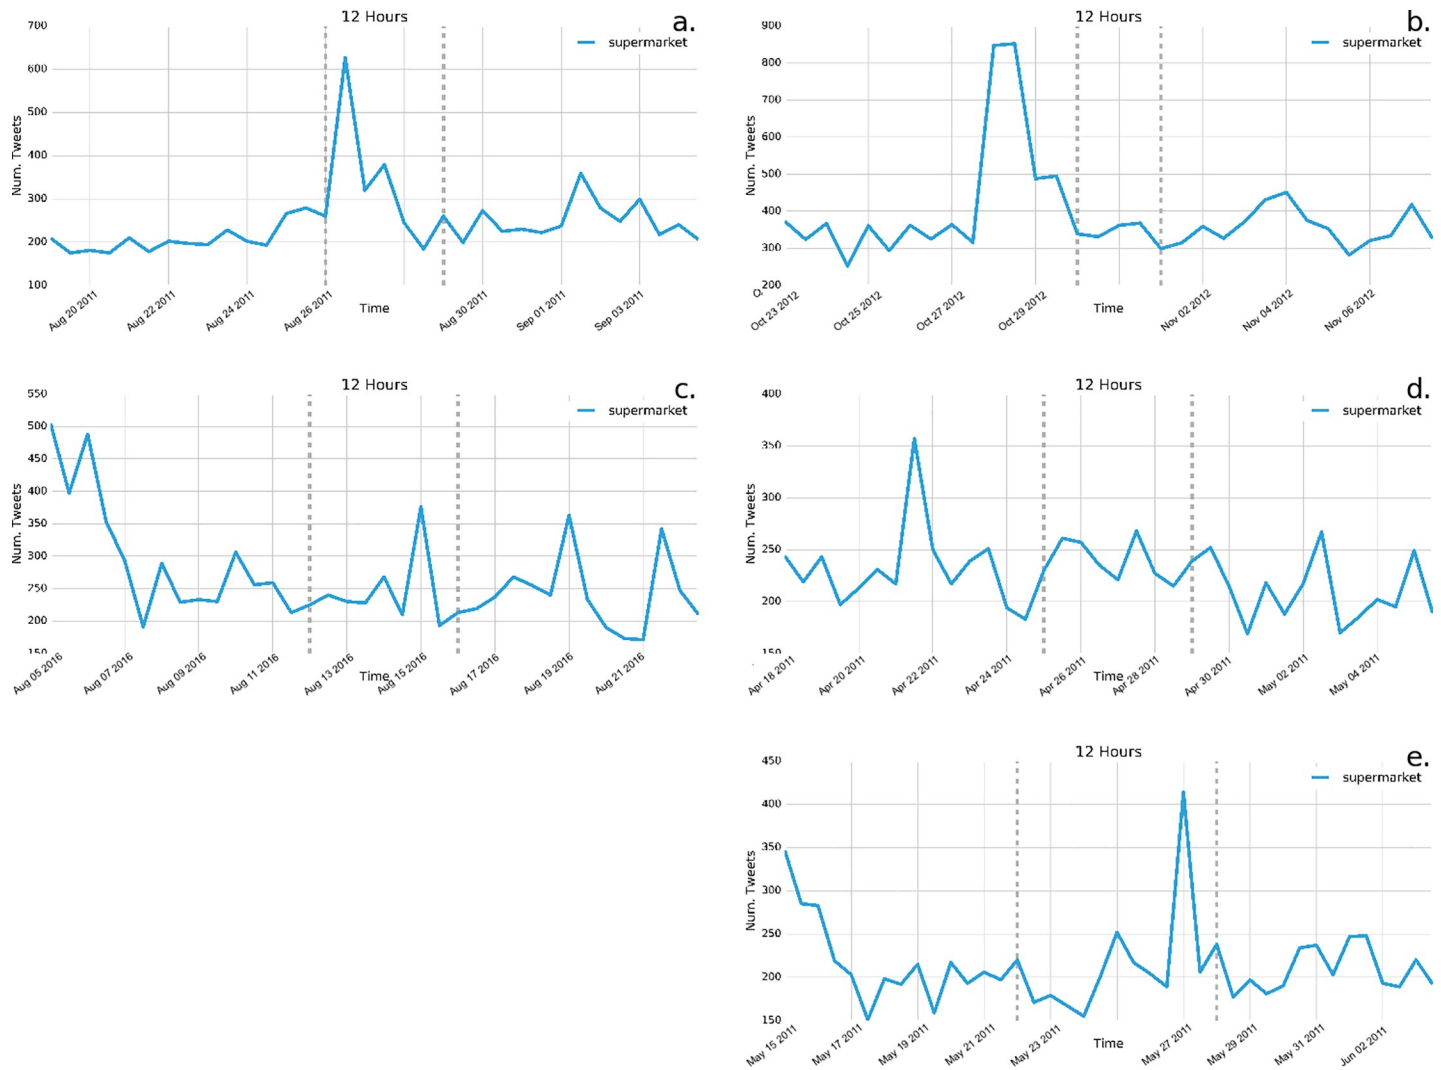 12 Hours
a.
supermarket
Num. Tweets
700
600
500
400
300
200
100
Aug 20 2011
Aug 22 2011
Aug 24 2011
Aug 26 2011
Aug 30 2011
Sep 01 2011
Sep 03 2011
Time
12 Hours
b.
supermarket
Num. Tweets
900
800
700
600
500
400
300
200
Oct 23 2012
Oct 25 2012
Oct 27 2012
Oct 29 2012
Nov 02 2012
Nov 04 2012
Nov 06 2012
Time
12 Hours
c.
supermarket
Num. Tweets
550
500
450
400
350
300
250
200
150
Aug 05 2016
Aug 07 2016
Aug 09 2016
Aug 11 2016
Aug 13 2016
Aug 15 2016
Aug 17 2016
Aug 19 2016
Aug 21 2016
Time
12 Hours
d.
supermarket
Num. Tweets
400
350
300
250
200
150
Apr 18 2011
Apr 20 2011
Apr 22 2011
Apr 24 2011
Apr 26 2011
Apr 28 2011
Apr 30 2011
May 02 2011
May 04 2011
Time
12 Hours
e.
supermarket
Num. Tweets
450
400
350
300
250
200
150
May 15 2011
May 17 2011
May 19 2011
May 21 2011
May 23 2011
May 27 2011
May 29 2011
May 31 2011
Jun 02 2011
Time